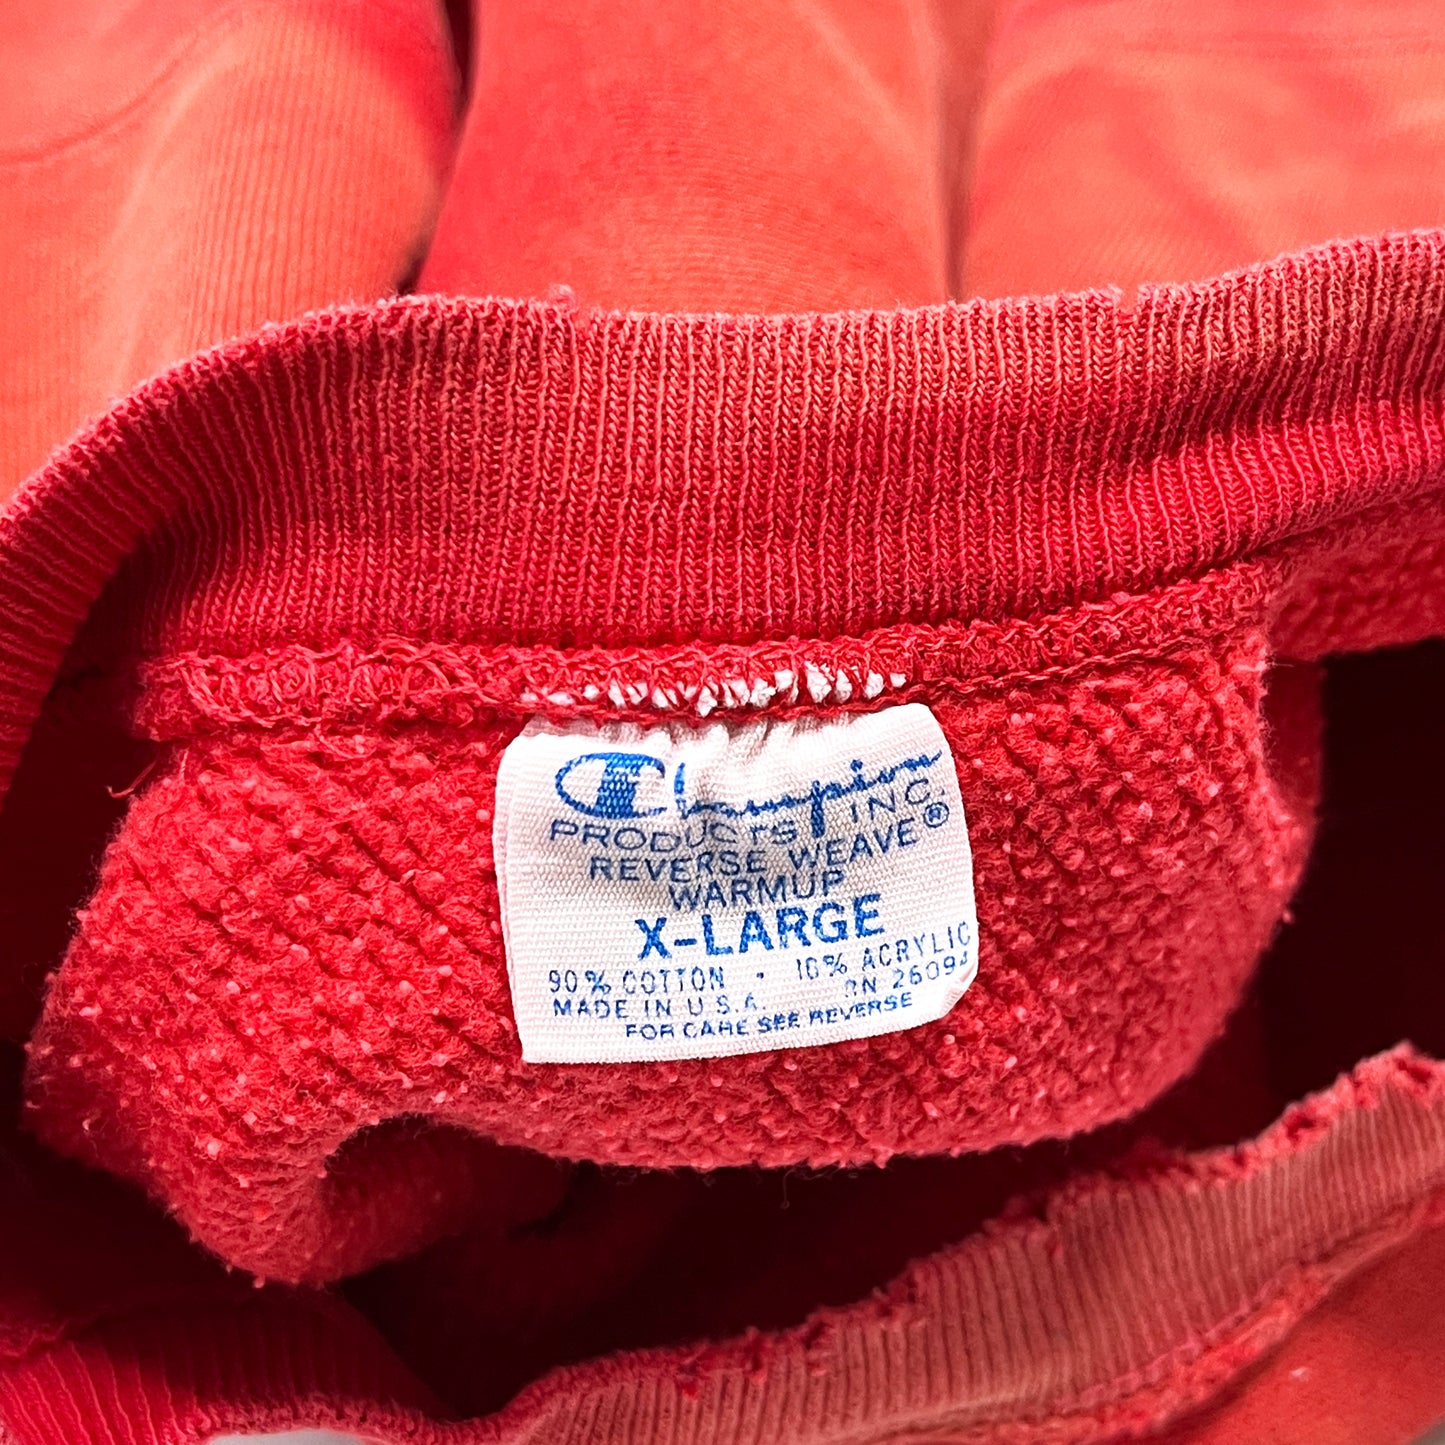 Champion
PRODUCTS INC.
REVERSE WEAVE®
WARMUP
X-LARGE
90% COTTON · 10% ACRYLIC
MADE IN U.S.A. RN 26094
FOR CARE SEE REVERSE